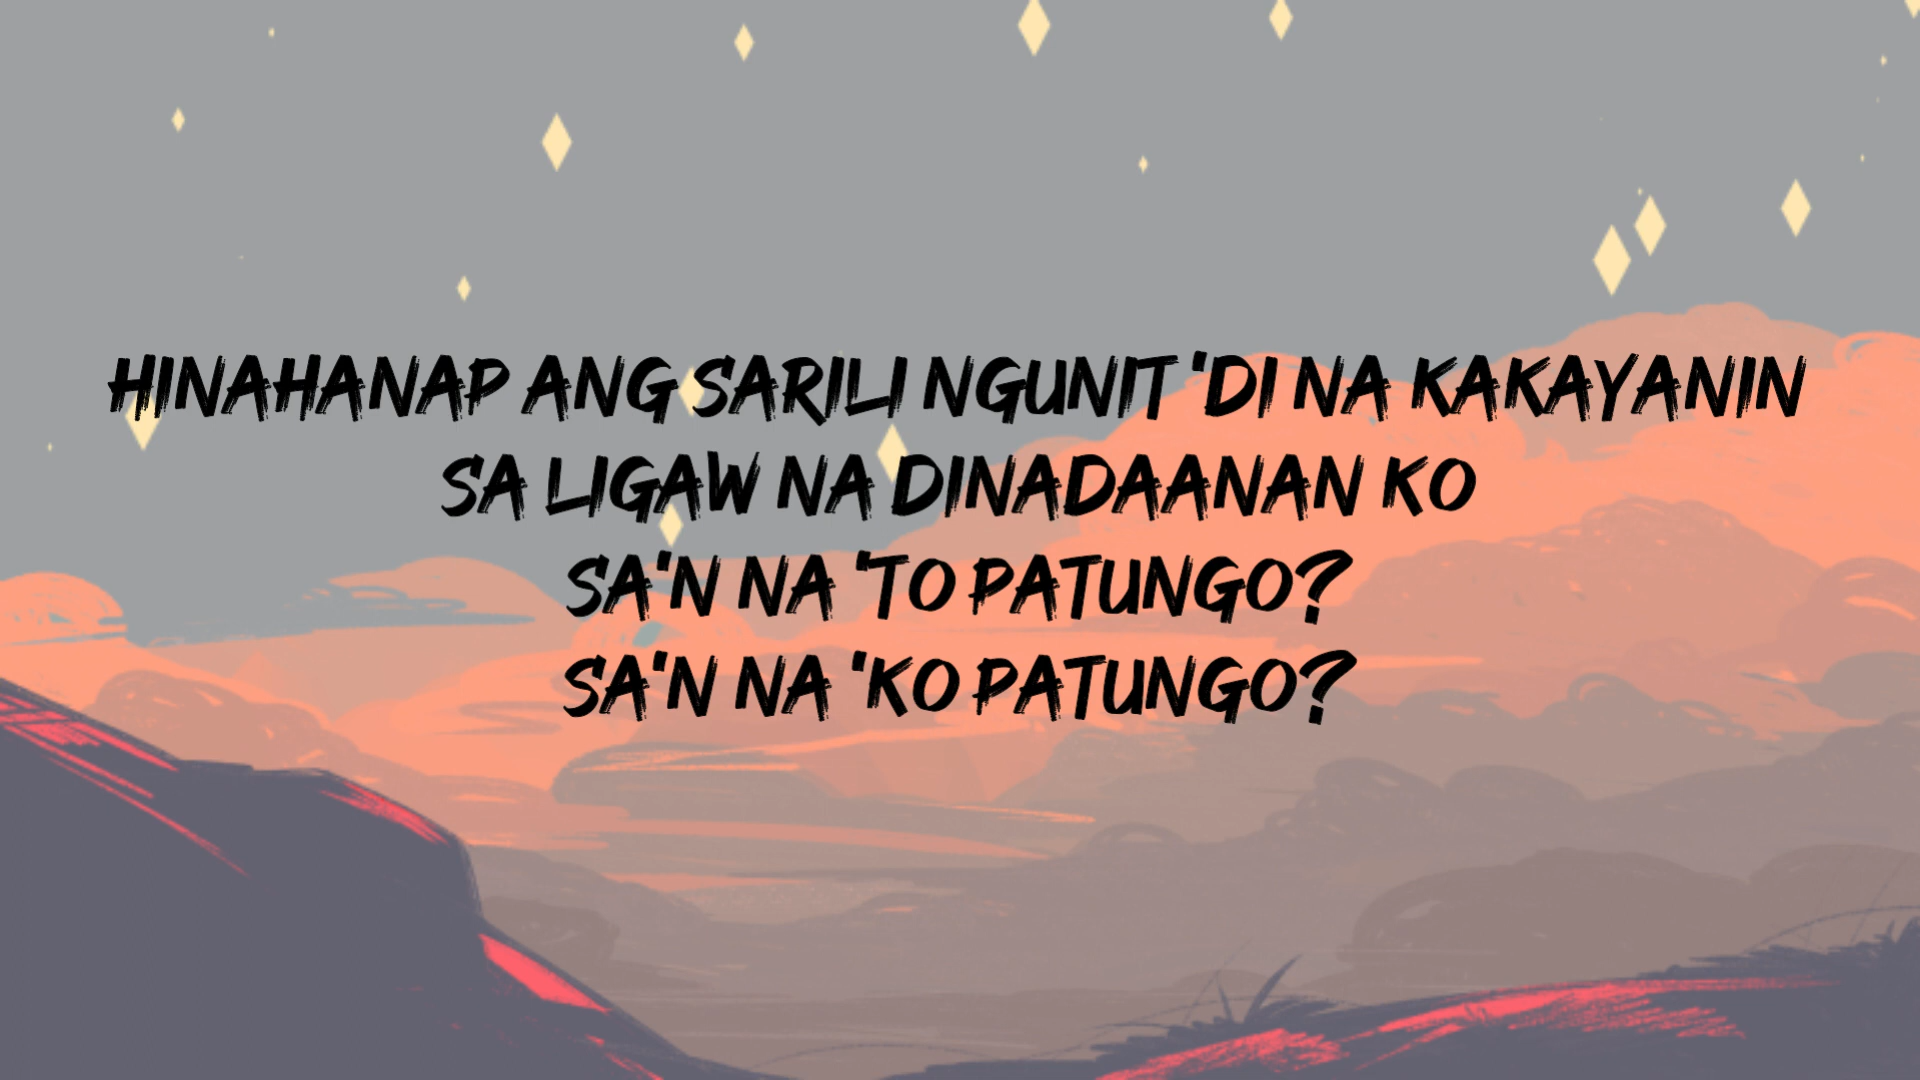 HINAHANAP ANG SARILI NGUNIT 'DI NA KAKAYANIN
SA LIGAW NA DINADAANAN KO
SA'N NA 'TO PATUNGO?
SA'N NA 'KO PATUNGO?